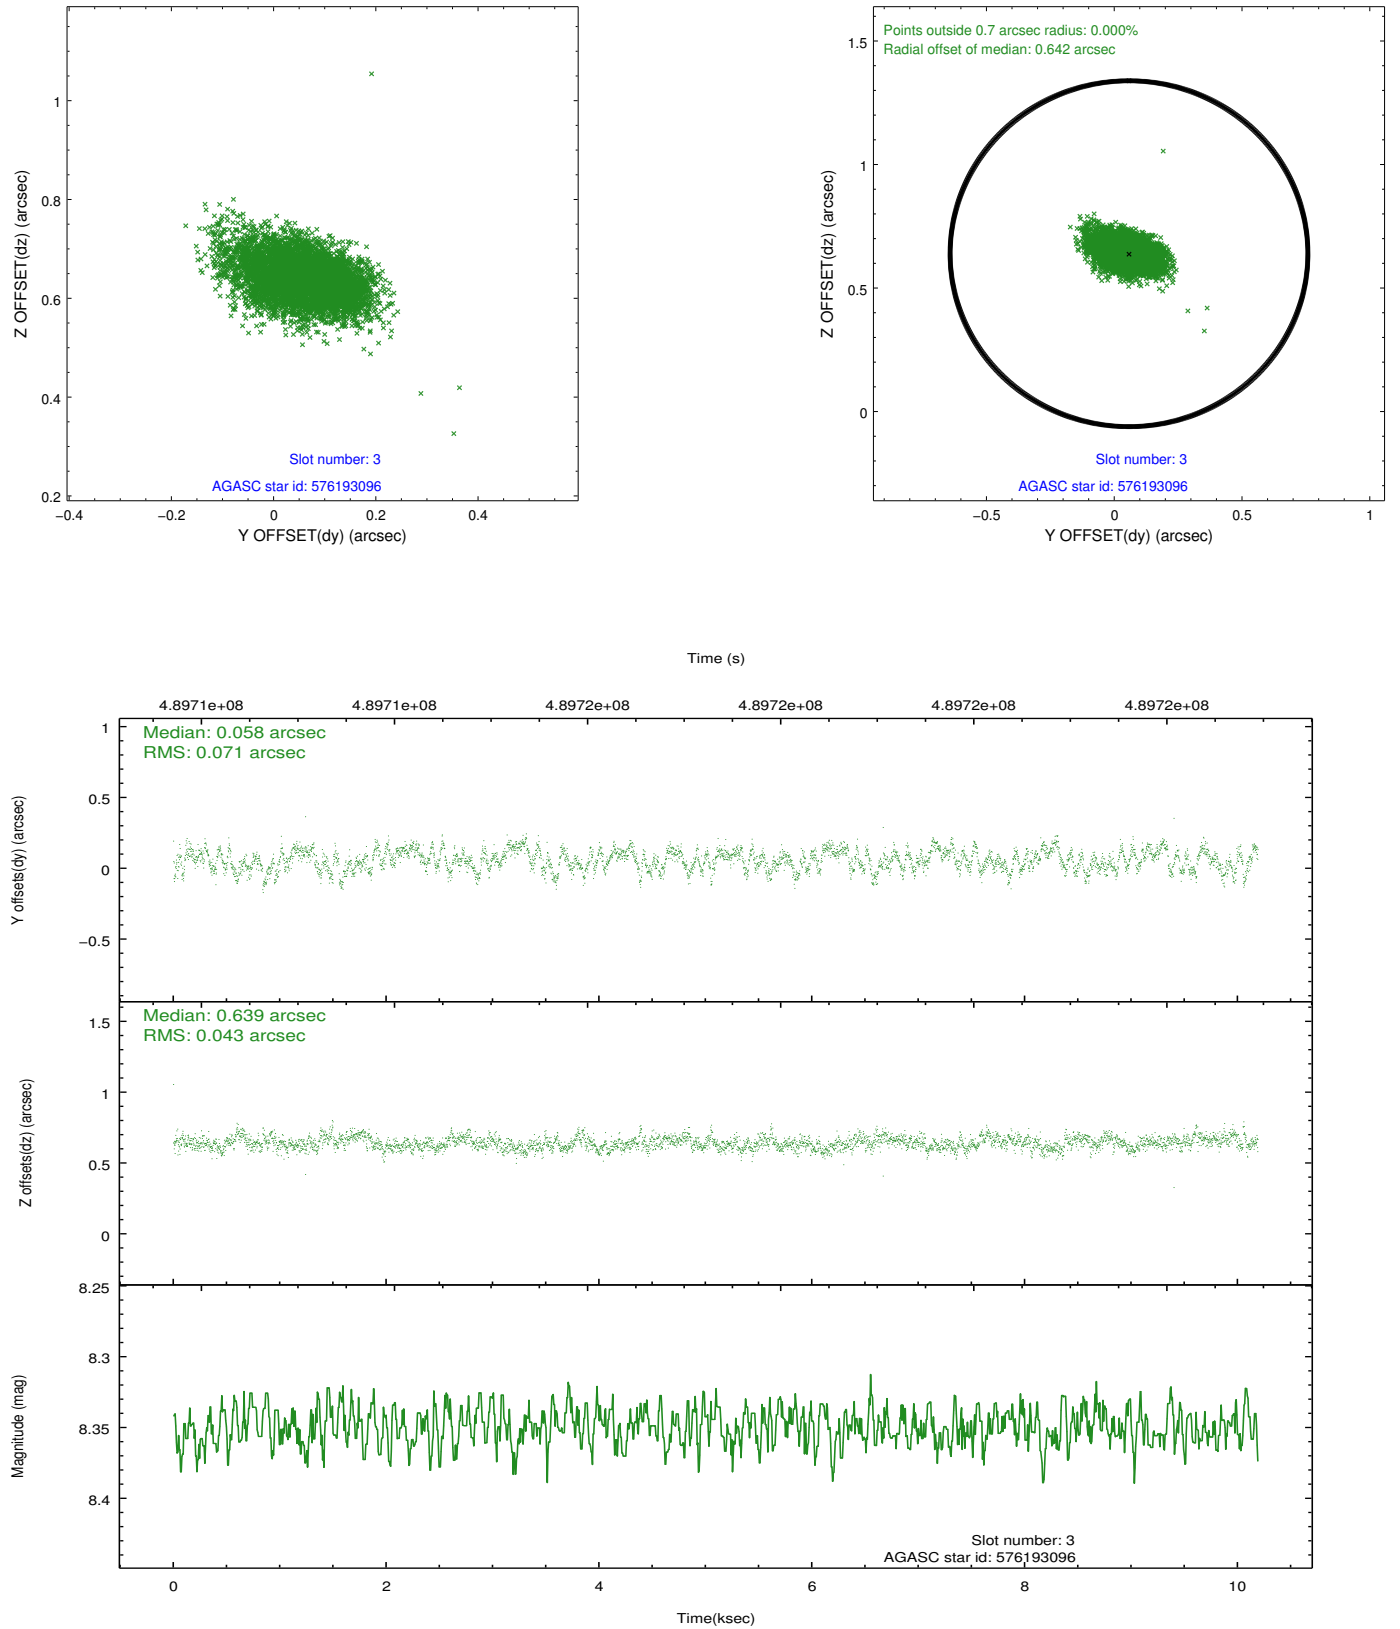 1
0.8
0.6
0.4
0.2
−0.4
−0.2
0
0.2
0.4
Z OFFSET(dz) (arcsec)
Y OFFSET(dy) (arcsec)
Slot number: 3
AGASC star id: 576193096
Points outside 0.7 arcsec radius: 0.000%
Radial offset of median: 0.642 arcsec
1.5
1
0.5
0
−0.5
0
0.5
1
Z OFFSET(dz) (arcsec)
Y OFFSET(dy) (arcsec)
Slot number: 3
AGASC star id: 576193096
Time (s)
4.8971e+08 4.8971e+08 4.8972e+08 4.8972e+08 4.8972e+08 4.8972e+08
Median: 0.058 arcsec
RMS: 0.071 arcsec
1
0.5
0
−0.5
Y offsets(dy) (arcsec)
Median: 0.639 arcsec
RMS: 0.043 arcsec
1.5
1
0.5
0
Z offsets(dz) (arcsec)
8.25
8.3
8.35
8.4
Magnitude (mag)
Slot number: 3
AGASC star id: 576193096
0 2 4 6 8 10
Time(ksec)